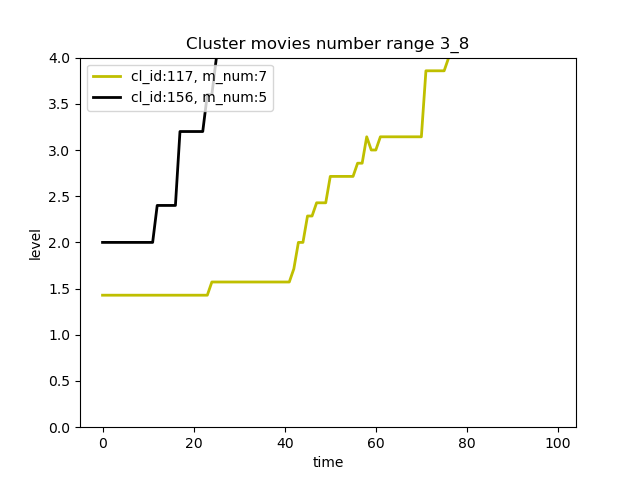 Cluster movies number range 3_8
cl_id:117, m_num:7
cl_id:156, m_num:5
level
4.0
3.5
3.0
2.5
2.0
1.5
1.0
0.5
0.0
0 20 40 60 80 100
time